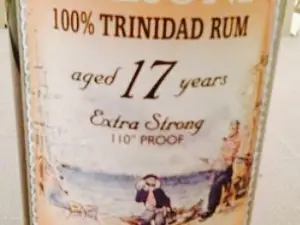 100% TRINIDAD RUM
aged 17 years
Extra Strong
110° PROOF